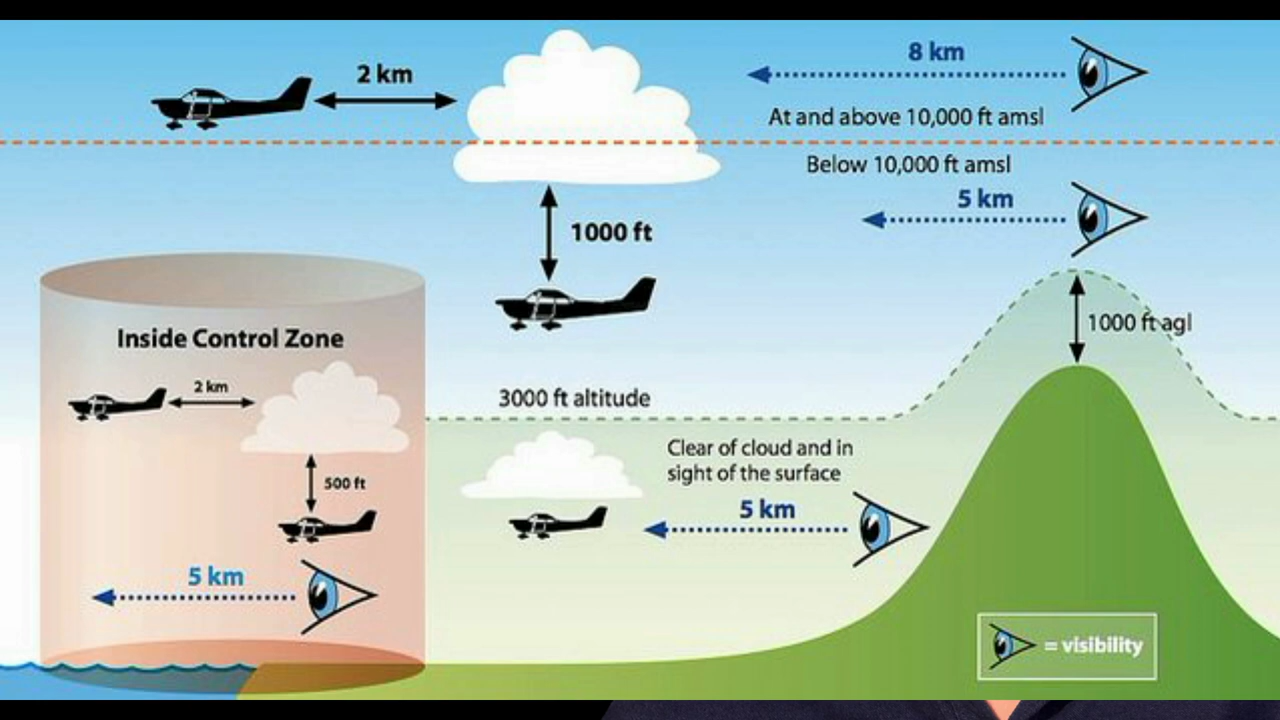 2 km
8 km
At and above 10,000 ft amsl
Below 10,000 ft amsl
5 km
1000 ft
1000 ft agl
Inside Control Zone
2 km
500 ft
5 km
3000 ft altitude
Clear of cloud and in
sight of the surface
5 km
= visibility